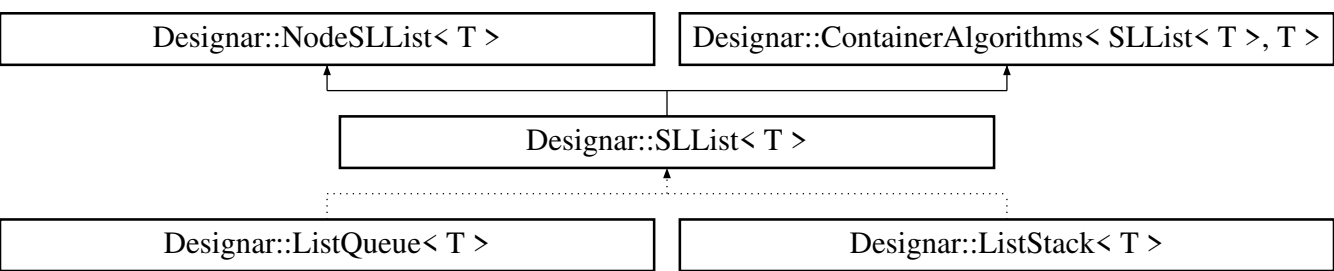 Designar::NodeSLList< T >
Designar::ContainerAlgorithms< SLList< T >, T >
Designar::SLList< T >
Designar::ListQueue< T >
Designar::ListStack< T >